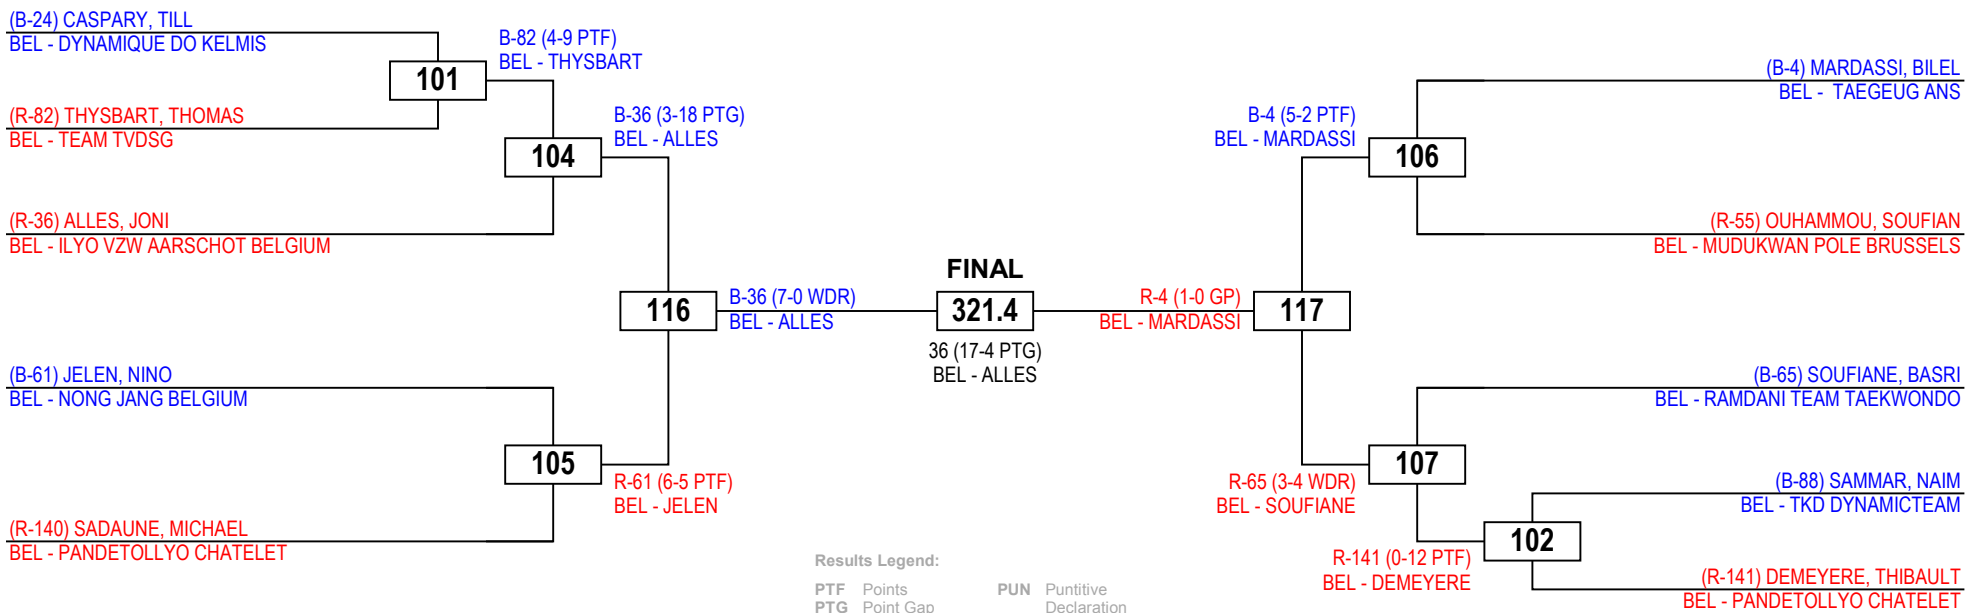 (B-24) CASPARY, TILL
BEL - DYNAMIQUE DO KELMIS
B-82 (4-9 PTF)
BEL - THYSBART
101
(R-82) THYSBART, THOMAS
BEL - TEAM TVDSG
B-36 (3-18 PTG)
BEL - ALLES
104
(R-36) ALLES, JONI
BEL - ILYO VZW AARSCHOT BELGIUM
116
B-36 (7-0 WDR)
BEL - ALLES
(B-61) JELEN, NINO
BEL - NONG JANG BELGIUM
105
R-61 (6-5 PTF)
BEL - JELEN
(R-140) SADAUNE, MICHAEL
BEL - PANDETOLLYO CHATELET
FINAL
321.4
36 (17-4 PTG)
BEL - ALLES
(B-4) MARDASSI, BILEL
BEL - TAEGEUG ANS
B-4 (5-2 PTF)
BEL - MARDASSI
106
(R-55) OUHAMMOU, SOUFIAN
BEL - MUDUKWAN POLE BRUSSELS
R-4 (1-0 GP)
BEL - MARDASSI
117
(B-65) SOUFIANE, BASRI
BEL - RAMDANI TEAM TAEKWONDO
107
R-65 (3-4 WDR)
BEL - SOUFIANE
(B-88) SAMMAR, NAIM
BEL - TKD DYNAMICTEAM
102
R-141 (0-12 PTF)
BEL - DEMEYERE
(R-141) DEMEYERE, THIBAULT
BEL - PANDETOLLYO CHATELET
Results Legend:
PTF Points
PTG Point Gap
PUN Puntitive
Declaration